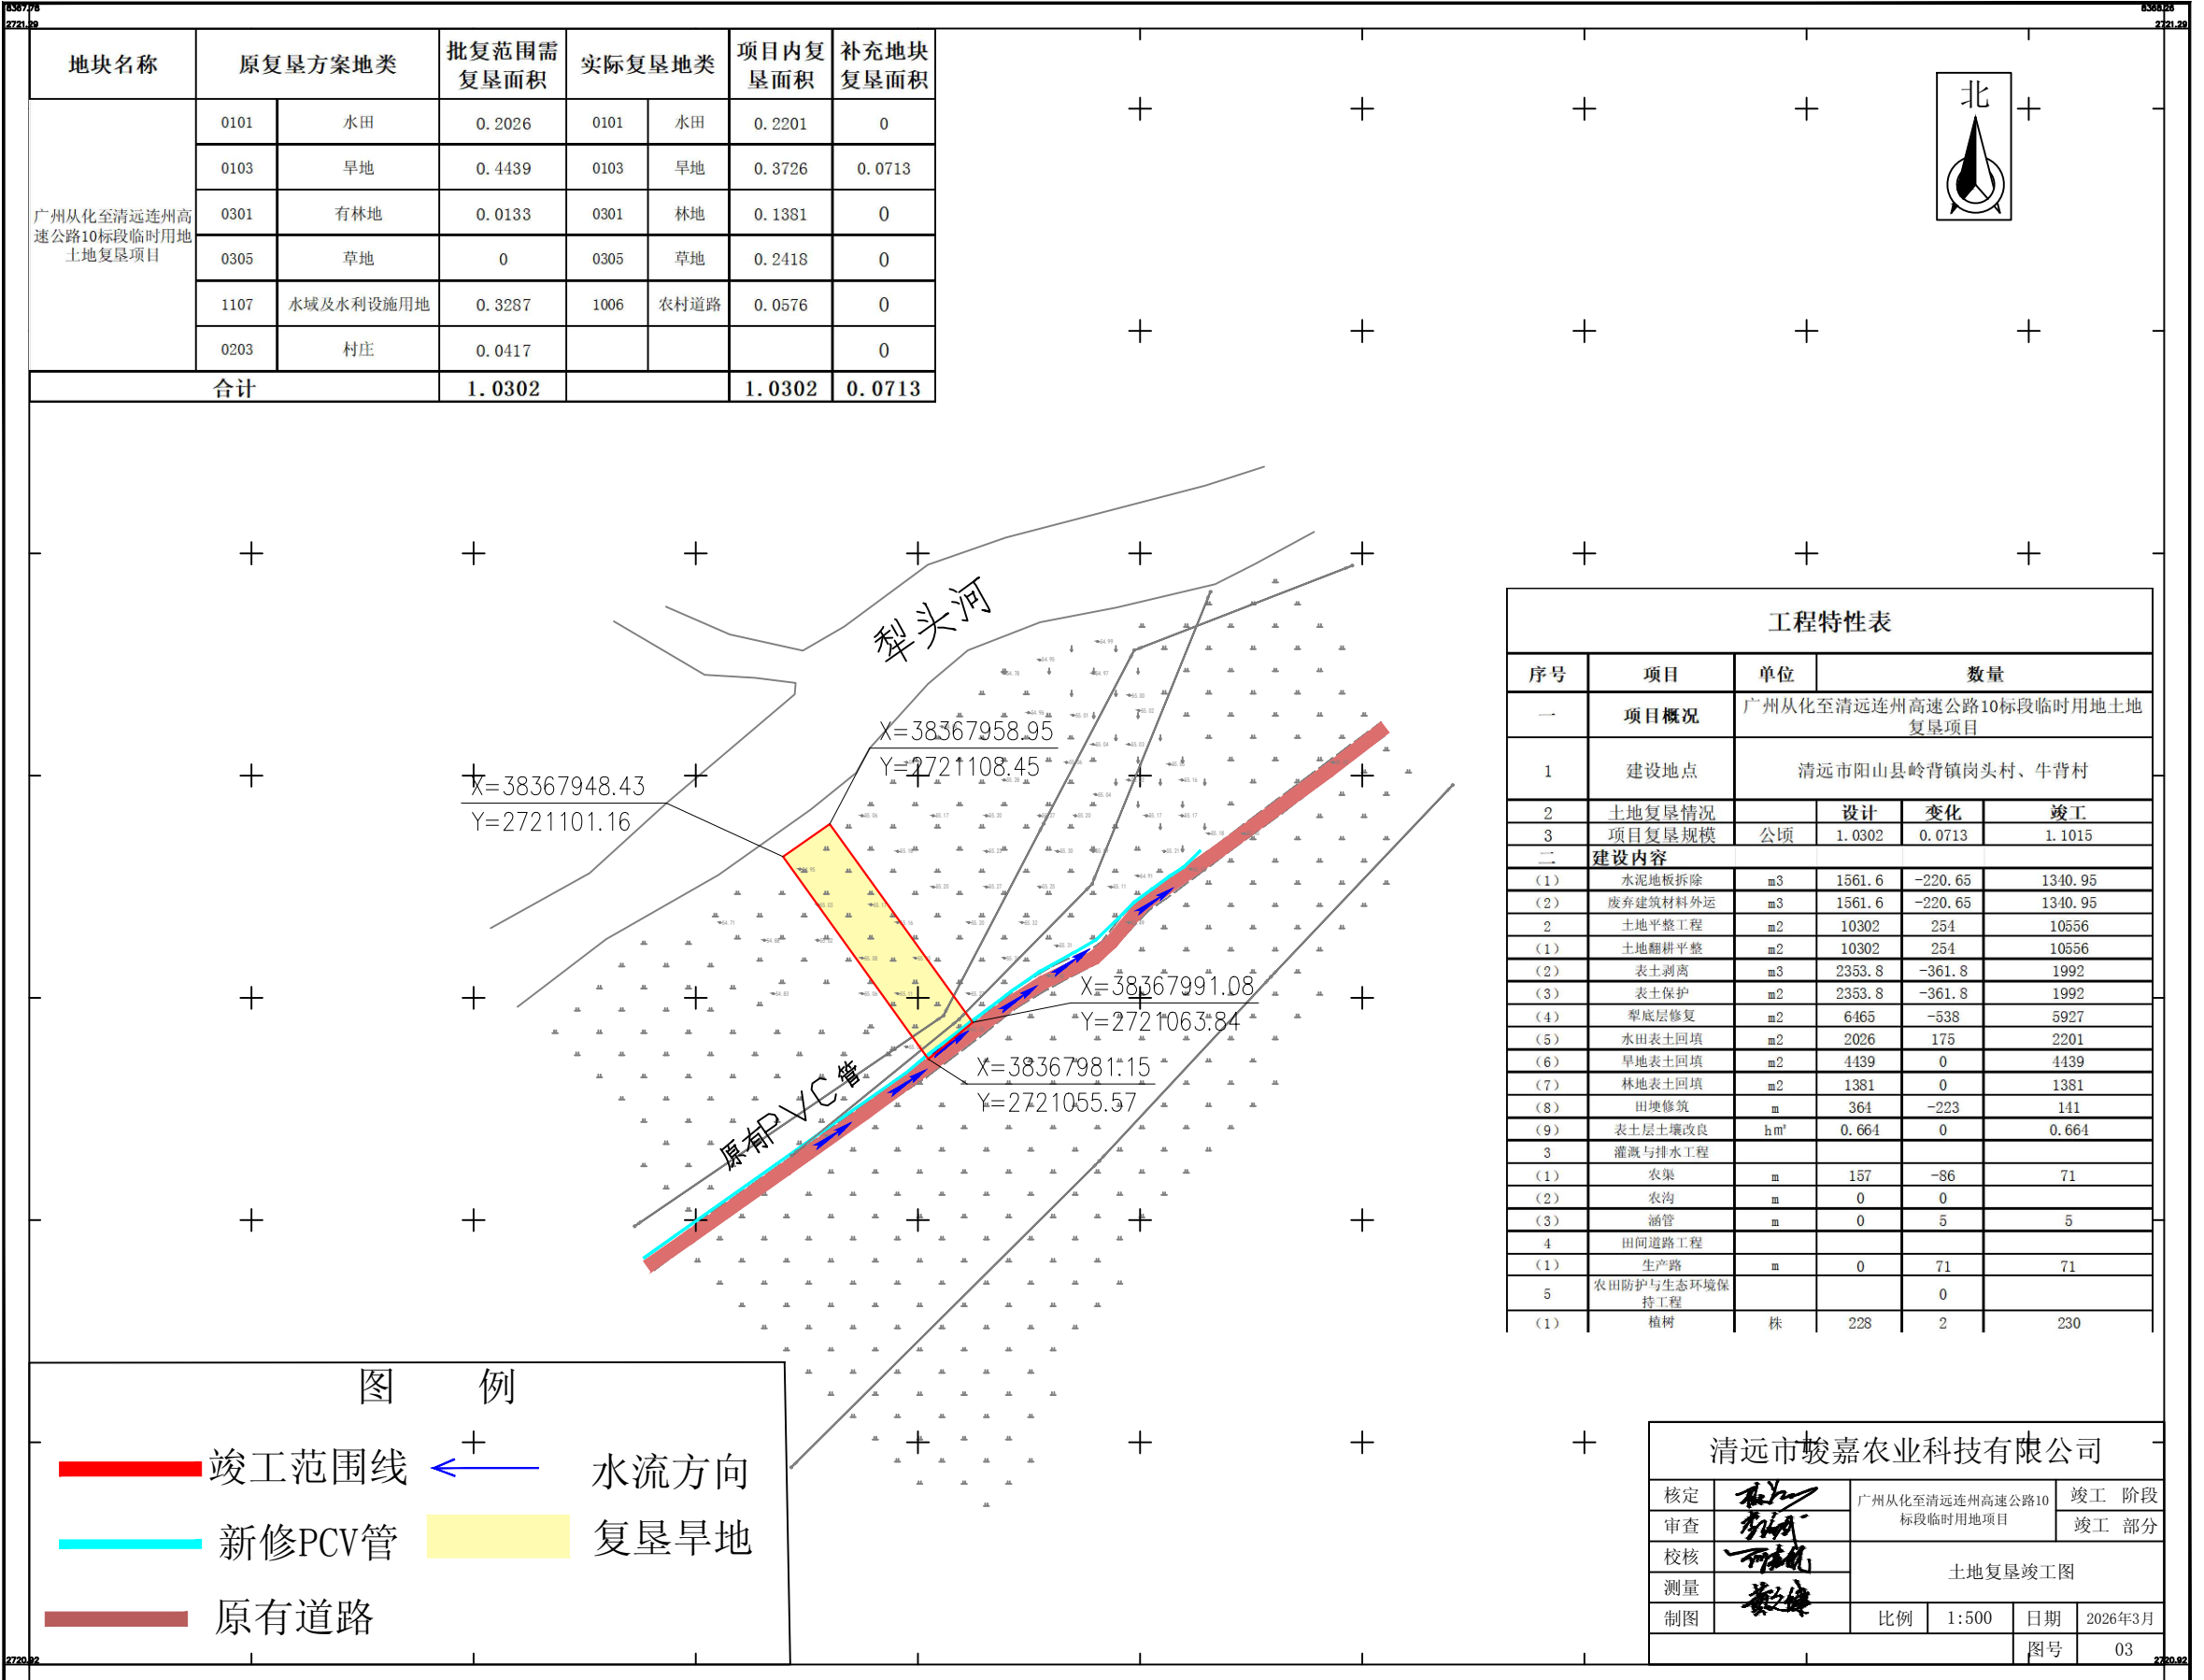 8367.78
2721.29
8368.26
2721.29
地块名称 原复垦方案地类 批复范围需复垦面积 实际复垦地类 项目内复垦面积 补充地块复垦面积
广州从化至清远连州高速公路10标段临时用地土地复垦项目
0101 水田 0.2026 0101 水田 0.2201 0
0103 旱地 0.4439 0103 旱地 0.3726 0.0713
0301 有林地 0.0133 0301 林地 0.1381 0
0305 草地 0 0305 草地 0.2418 0
1107 水域及水利设施用地 0.3287 1006 农村道路 0.0576 0
0203 村庄 0.0417 0
合计 1.0302 1.0302 0.0713
北
犁头河
X=38367958.95
Y=2721108.45
X=38367948.43
Y=2721101.16
X=38367991.08
Y=2721063.84
X=38367981.15
Y=2721055.57
原有PVC管
工程特性表
序号 项目 单位 数量
一 项目概况 广州从化至清远连州高速公路10标段临时用地土地复垦项目
1 建设地点 清远市阳山县岭背镇岗头村、牛背村
2 土地复垦情况 设计 变化 竣工
3 项目复垦规模 公顷 1.0302 0.0713 1.1015
二 建设内容
(1) 水泥地板拆除 m3 1561.6 -220.65 1340.95
(2) 废弃建筑材料外运 m3 1561.6 -220.65 1340.95
2 土地平整工程 m2 10302 254 10556
(1) 土地翻耕平整 m2 10302 254 10556
(2) 表土剥离 m3 2353.8 -361.8 1992
(3) 表土保护 m2 2353.8 -361.8 1992
(4) 犁底层修复 m2 6465 -538 5927
(5) 水田表土回填 m2 2026 175 2201
(6) 旱地表土回填 m2 4439 0 4439
(7) 林地表土回填 m2 1381 0 1381
(8) 田埂修筑 m 364 -223 141
(9) 表土层土壤改良 hm² 0.664 0 0.664
3 灌溉与排水工程
(1) 农渠 m 157 -86 71
(2) 农沟 m 0 0
(3) 涵管 m 0 5 5
4 田间道路工程
(1) 生产路 m 0 71 71
5 农田防护与生态环境保持工程 0
(1) 植树 株 228 2 230
图 例
竣工范围线 水流方向
新修PCV管 复垦旱地
原有道路
清远市骏嘉农业科技有限公司
核定 广州从化至清远连州高速公路10标段临时用地项目 竣工 阶段
审查 竣工 部分
校核 土地复垦竣工图
测量
制图 比例 1:500 日期 2026年3月
图号 03
2720.92
2720.92